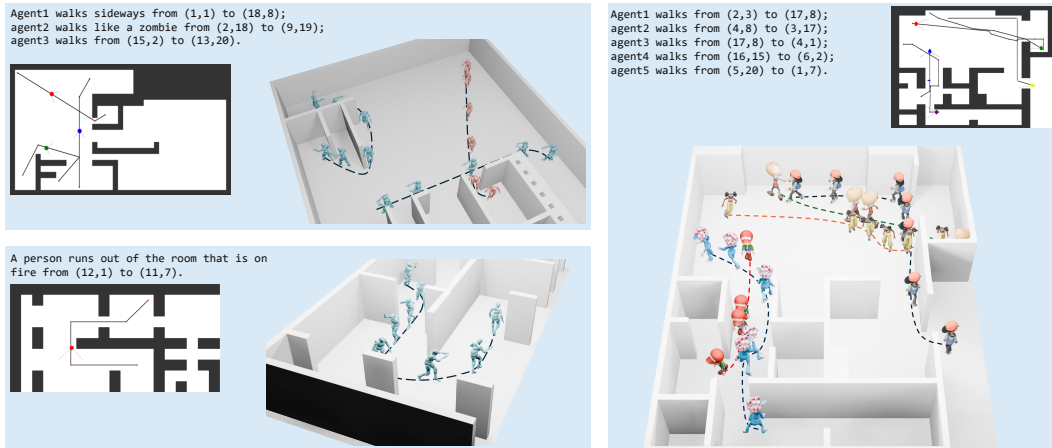 Agent1 walks sideways from (1,1) to (18,8);
agent2 walks like a zombie from (2,18) to (9,19);
agent3 walks from (15,2) to (13,20).
A person runs out of the room that is on
fire from (12,1) to (11,7).
Agent1 walks from (2,3) to (17,8);
agent2 walks from (4,8) to (3,17);
agent3 walks from (17,8) to (4,1);
agent4 walks from (16,15) to (6,2);
agent5 walks from (5,20) to (1,7).